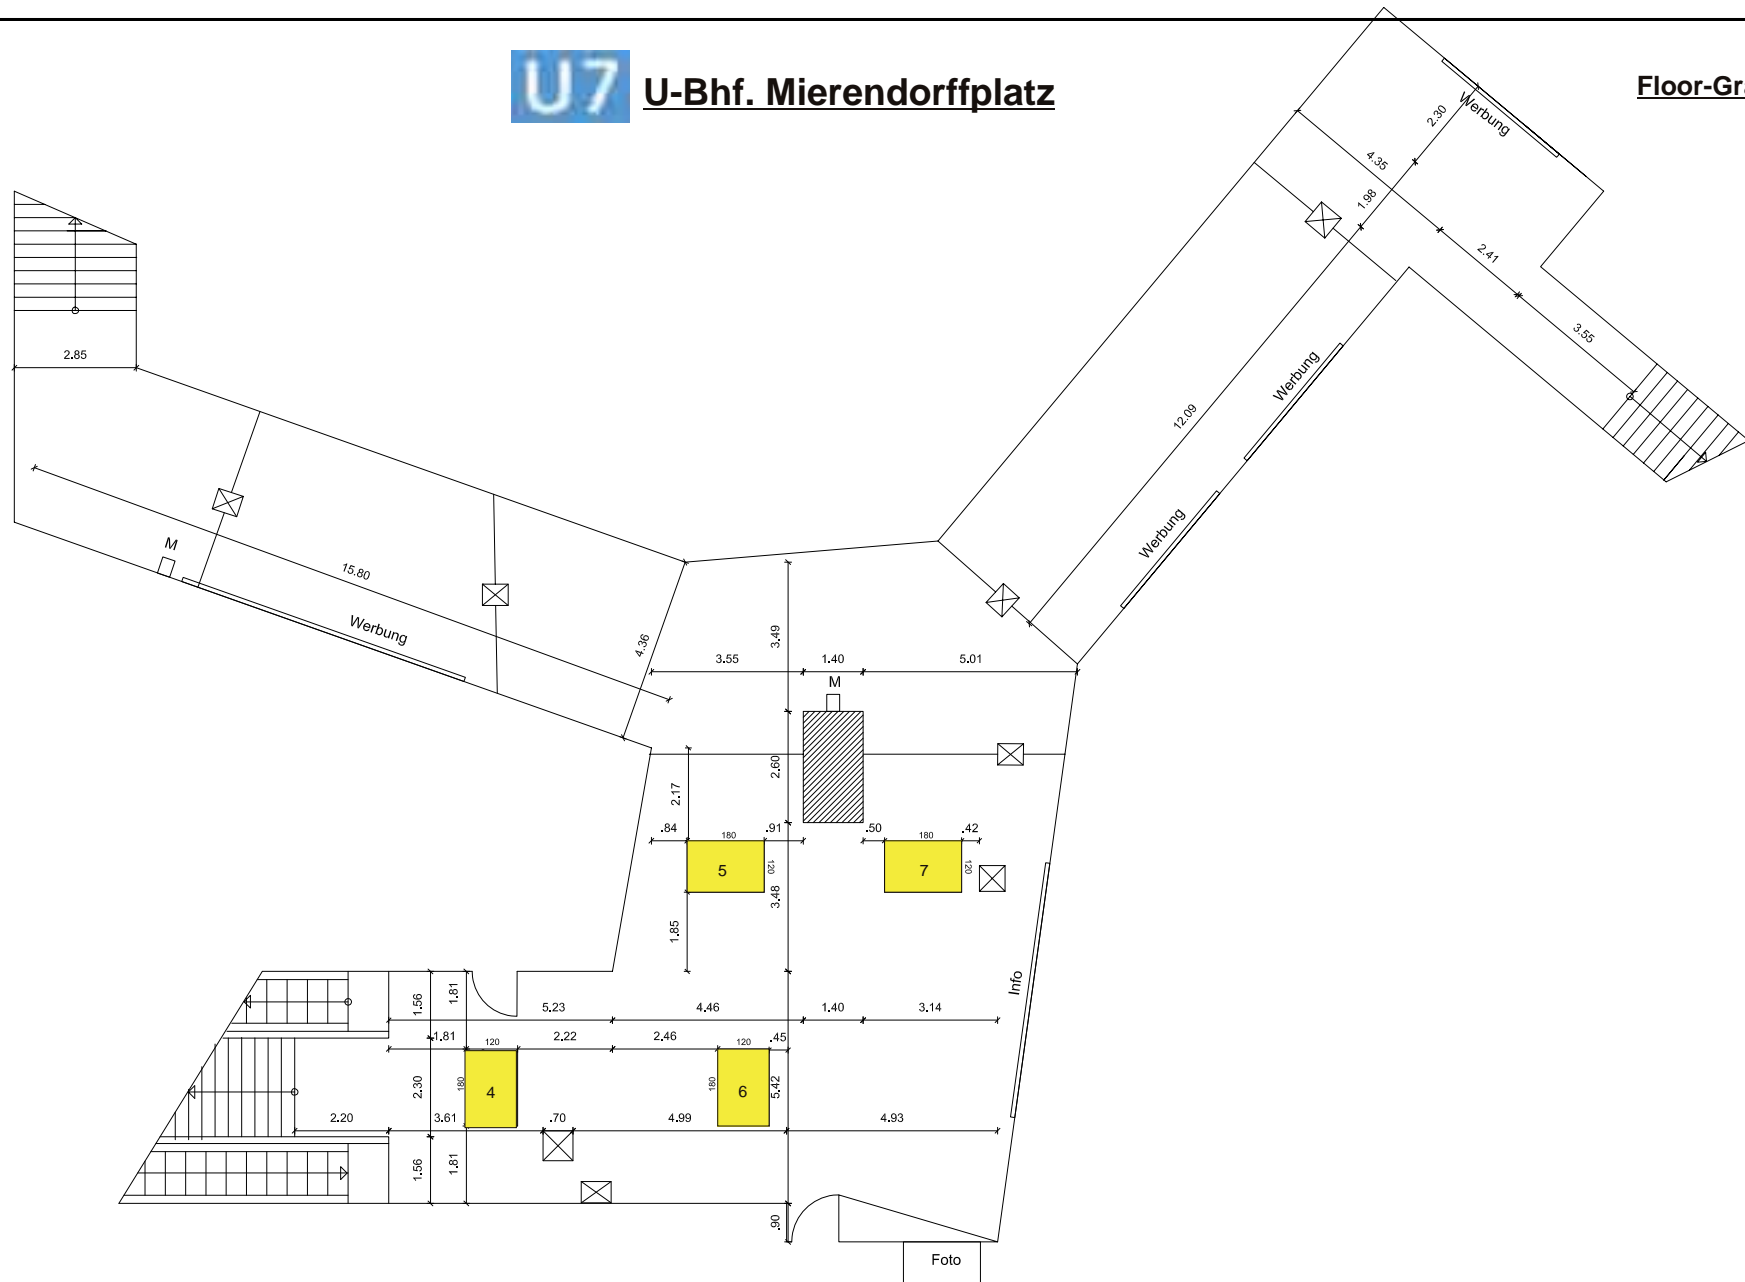 U7 U-Bhf. Mierendorffplatz
Floor-Gra
Werbung
2.30
4.35
1.98
2.41
3.55
2.85
12.09
Werbung
Werbung
M
15.80
Werbung
4.36
3.49
3.55 1.40 5.01
M
2.60
2.17
.84 180 .91 .50 180 .42
5 120 7 120
3.48
1.85
Info
1.56 1.81
5.23 4.46 1.40 3.14
1.81 120 2.22 2.46 120 .45
2.30 180 4 180 6 5.42
2.20 3.61 .70 4.99 4.93
1.56 1.81
.90
Foto